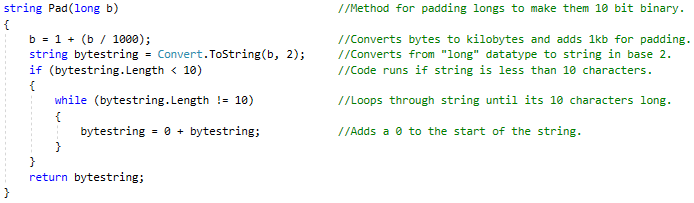 string Pad(long b) //Method for padding longs to make them 10 bit binary.
{
b = 1 + (b / 1000); //Converts bytes to kilobytes and adds 1kb for padding.
string bytestring = Convert.ToString(b, 2); //Converts from "long" datatype to string in base 2.
if (bytestring.Length < 10) //Code runs if string is less than 10 characters.
{
while (bytestring.Length != 10) //Loops through string until its 10 characters long.
{
bytestring = 0 + bytestring; //Adds a 0 to the start of the string.
}
}
return bytestring;
}